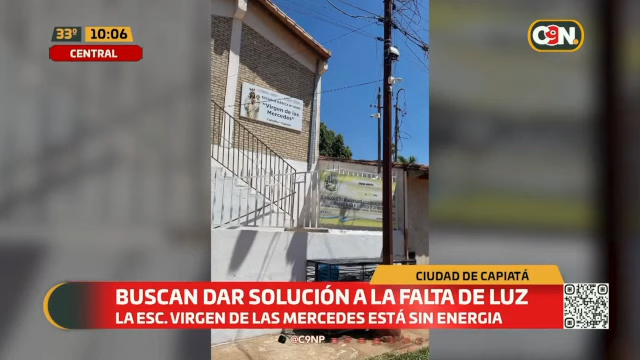 33° 10:06
CENTRAL
C9N
"Virgen de las
Mercedes"
CIUDAD DE CAPIATÁ
BUSCAN DAR SOLUCIÓN A LA FALTA DE LUZ
LA ESC. VIRGEN DE LAS MERCEDES ESTÁ SIN ENERGIA
@C9NP